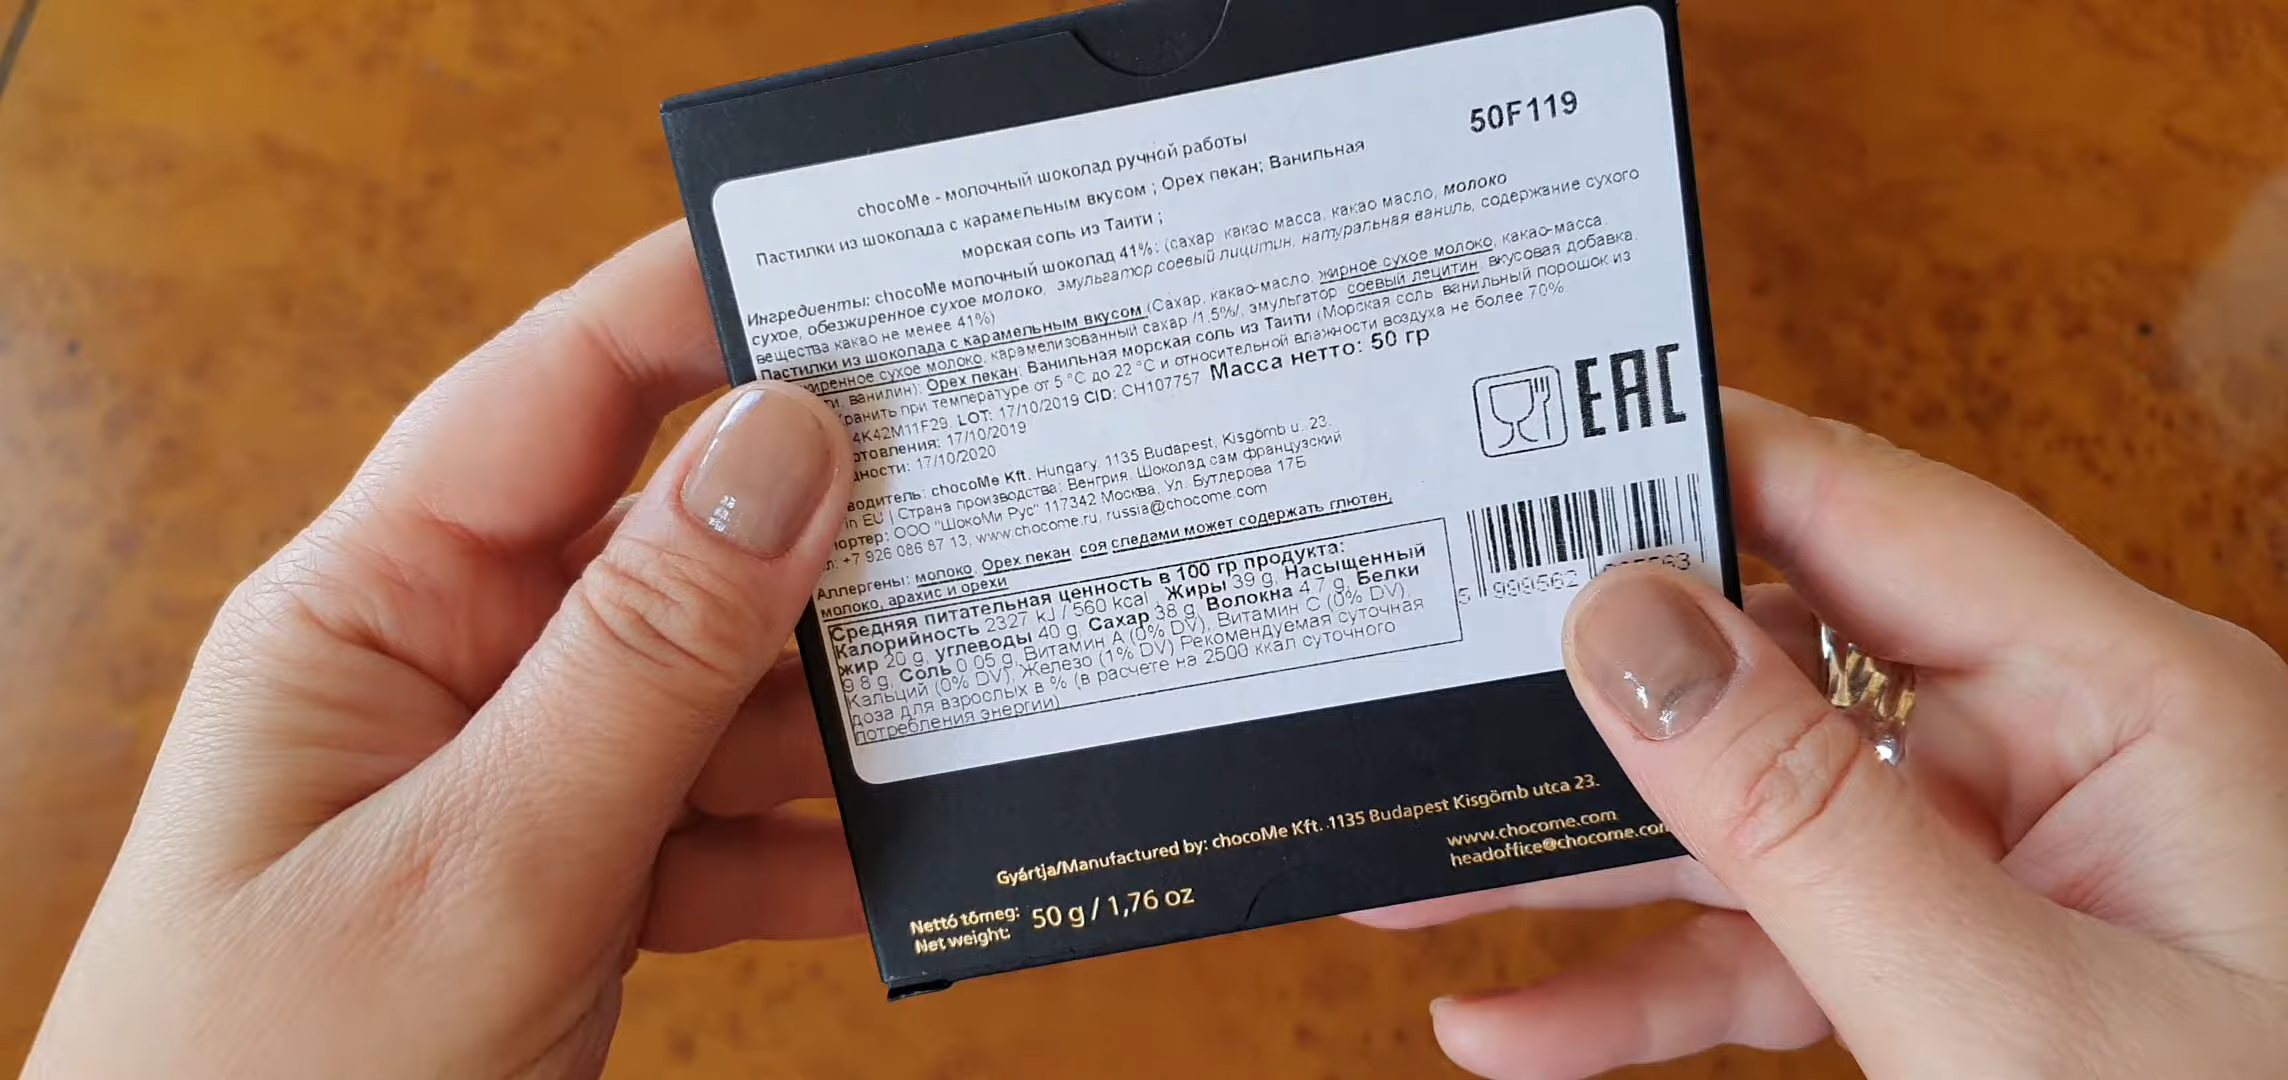 50F119
chocoMe - молочный шоколад ручной работы
Пастилки из шоколада с карамельным вкусом ; Орех пекан; Ванильная
морская соль из Таити ;
Ингредиенты: chocoMe молочный шоколад 41%: (сахар, какао масса, какао масло, молоко
сухое, обезжиренное сухое молоко, эмульгатор соевый лицитин, натуральная ваниль, содержание сухого
вещества какао не менее 41%)
Пастилки из шоколада с карамельным вкусом (Сахар, какао-масло, жирное сухое молоко, какао-масса,
сухое молоко, карамелизованный сахар /1.5%/, эмульгатор соевый лецитин, вкусовая добавка,
ванилин); Орех пекан, Ванильная морская соль из Таити (Морская соль, ванильный порошок из
при температуре от 5 °C до 22 °C и относительной влажности воздуха не более 70%.
4K42M11F29, LOT: 17/10/2019 CID: CH107757 Масса нетто: 50 гр
17/10/2019
17/10/2020
chocoMe Kft. Hungary, 1135 Budapest, Kisgömb u. 23.
in EU | Страна производства: Венгрия, Шоколад сам французский
ООО "ШокоМи Рус" 117342 Москва, Ул. Бутлерова 17Б
+7 926 086 87 13, www.chocome.ru, russia@chocome.com
Аллергены: молоко, Орех пекан, соя следами может содержать глютен,
молоко, арахис и орехи
Средняя питательная ценность в 100 гр продукта:
Калорийность 2327 kJ / 560 kcal, Жиры 39 g, Насыщенный
жир 20 g, углеводы 40 g, Сахар 38 g, Волокна 4,7 g, Белки
9,8 g, Соль 0,05 g, Витамин A (0% DV), Витамин C (0% DV),
Кальций (0% DV), Железо (1% DV) Рекомендуемая суточная
доза для взрослых в % (в расчете на 2500 ккал суточного
потребления энергии)
EAC
5 999562
Gyártja/Manufactured by: chocoMe Kft. 1135 Budapest Kisgömb utca 23.
www.chocome.com
headoffice@chocome.com
Nettó tömeg:
Net weight:
50 g / 1,76 oz